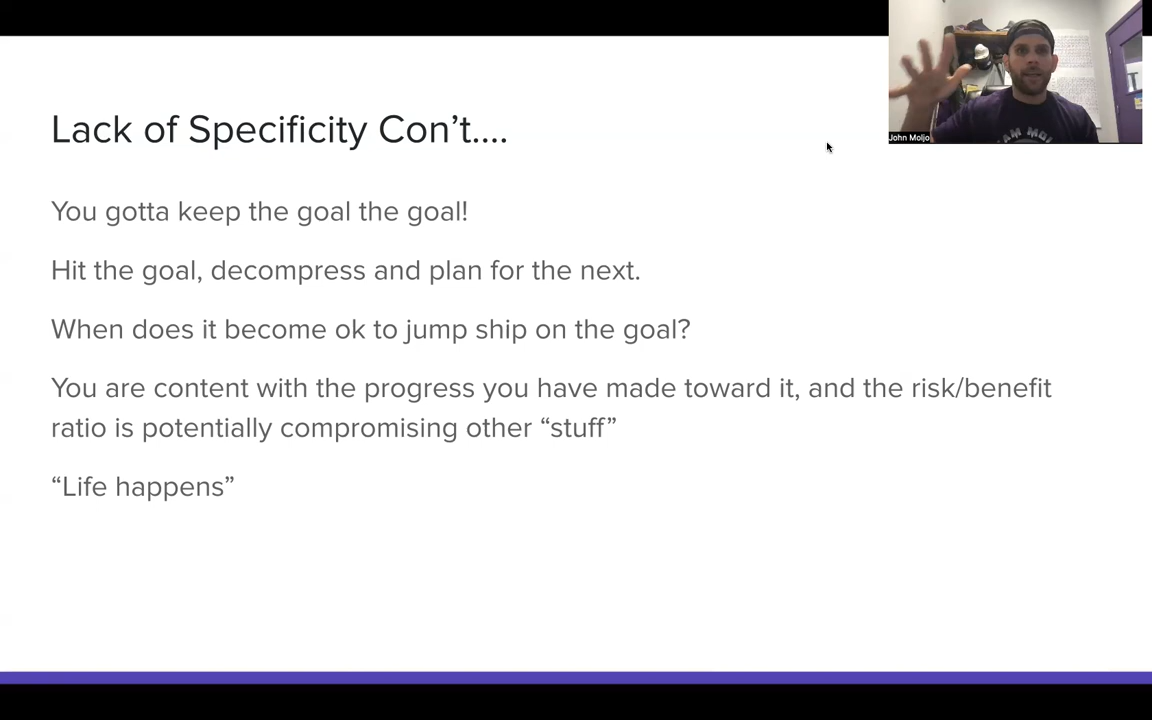 Lack of Specificity Con’t....
You gotta keep the goal the goal!
Hit the goal, decompress and plan for the next.
When does it become ok to jump ship on the goal?
You are content with the progress you have made toward it, and the risk/benefit
ratio is potentially compromising other “stuff”
“Life happens”
John Moljo